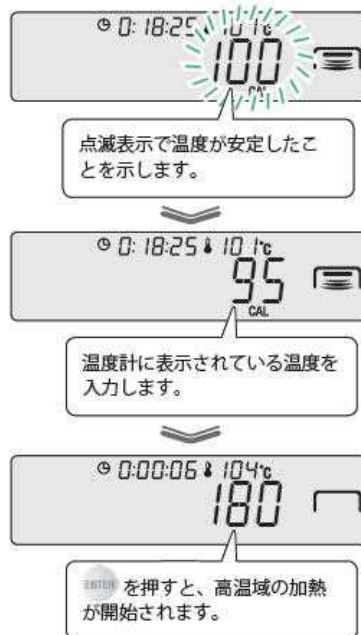 0:18:25 101℃
100
CAL
点滅表示で温度が安定したこ
とを示します。
0:18:25 101℃
95
CAL
温度計に表示されている温度を
入力します。
0:00:06 104℃
180
ENTER を押すと、高温域の加熱
が開始されます。